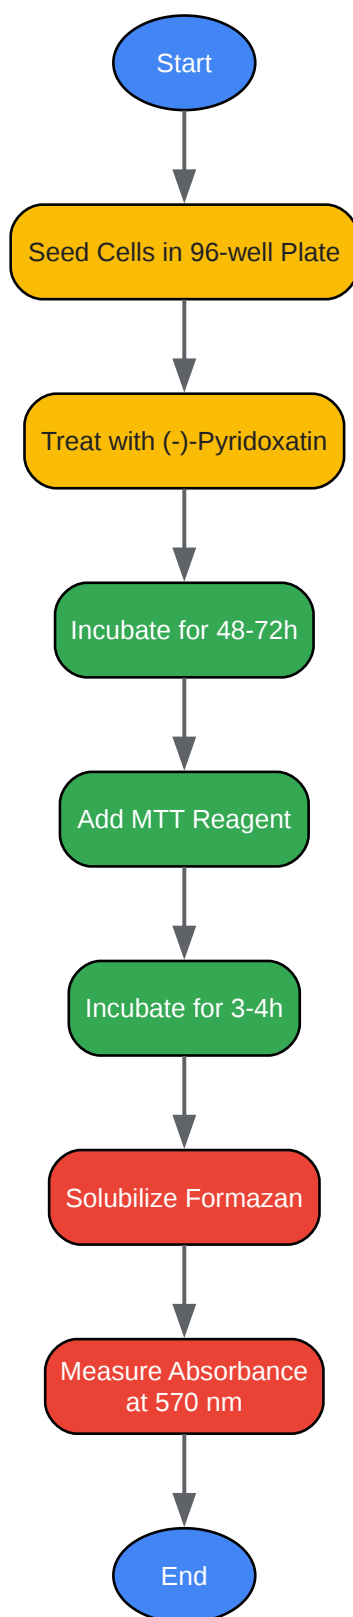 Start
Seed Cells in 96-well Plate
Treat with (-)-Pyridoxatin
Incubate for 48-72h
Add MTT Reagent
Incubate for 3-4h
Solubilize Formazan
Measure Absorbance
at 570 nm
End